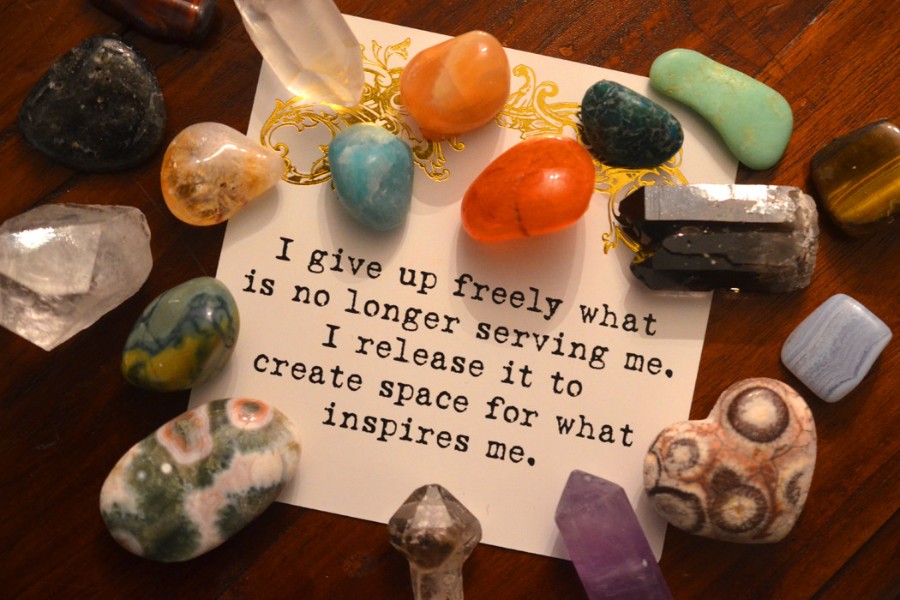 I give up freely what
is no longer serving me.
I release it to
create space for what
inspires me.